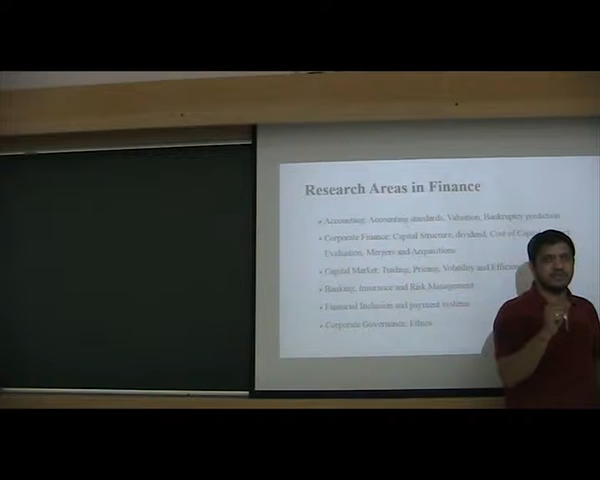 Research Areas in Finance
Accounting: Accounting standards, Valuation, Bankruptcy prediction
Corporate Finance: Capital Structure, dividend, Cost of
Evaluation, Mergers and Acquisitions
Capital Market: Trading, Pricing, Volatility and
Banking, Insurance and Risk Management
Financial Inclusion and payment systems
Corporate Governance, Ethics